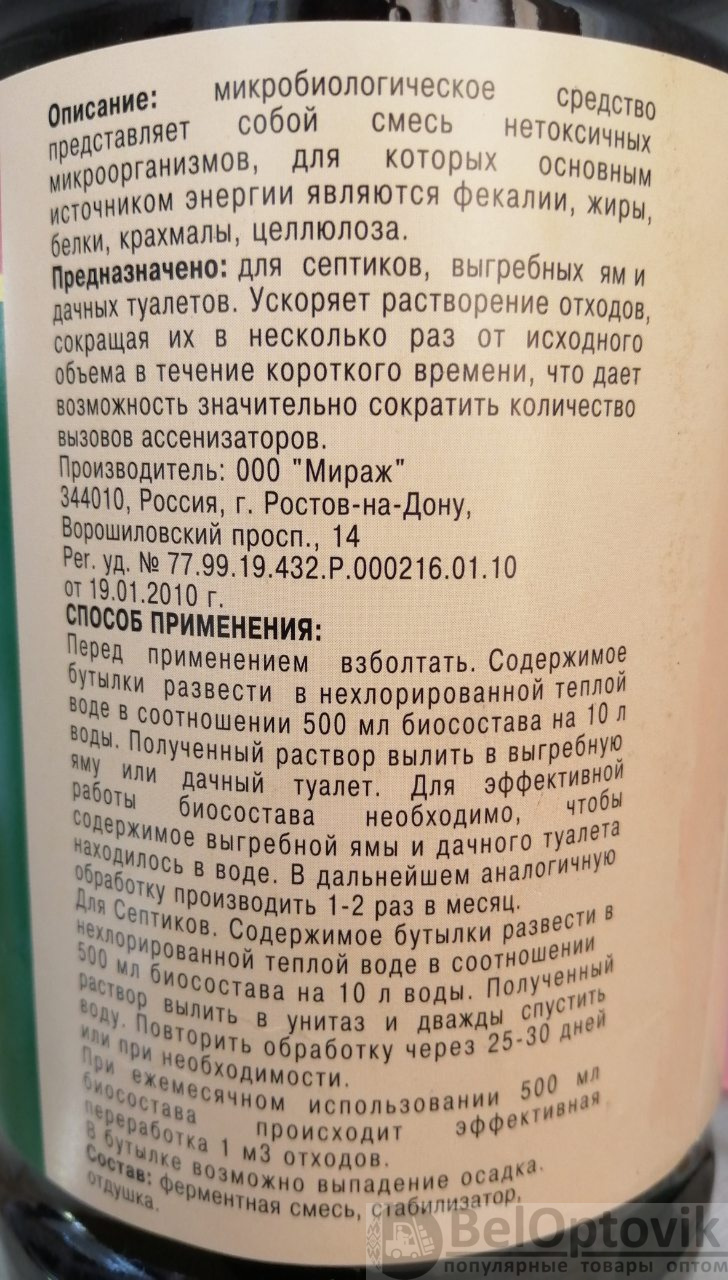 Описание: микробиологическое средство
представляет собой смесь нетоксичных
микроорганизмов, для которых основным
источником энергии являются фекалии, жиры,
белки, крахмалы, целлюлоза.
Предназначено: для септиков, выгребных ям и
дачных туалетов. Ускоряет растворение отходов,
сокращая их в несколько раз от исходного
объема в течение короткого времени, что дает
возможность значительно сократить количество
вызовов ассенизаторов.
Производитель: ООО "Мираж"
344010, Россия, г. Ростов-на-Дону,
Ворошиловский просп., 14
Рег. уд. № 77.99.19.432.Р.000216.01.10
от 19.01.2010 г.
СПОСОБ ПРИМЕНЕНИЯ:
Перед применением взболтать. Содержимое
бутылки развести в нехлорированной теплой
воде в соотношении 500 мл биосостава на 10 л
воды. Полученный раствор вылить в выгребную
яму или дачный туалет. Для эффективной
работы биосостава необходимо, чтобы
содержимое выгребной ямы и дачного туалета
находилось в воде. В дальнейшем аналогичную
обработку производить 1-2 раз в месяц.
Для Септиков. Содержимое бутылки развести в
нехлорированной теплой воде в соотношении
500 мл биосостава на 10 л воды. Полученный
раствор вылить в унитаз и дважды спустить
воду. Повторить обработку через 25-30 дней
или при необходимости.
При ежемесячном использовании 500 мл
биосостава происходит эффективная
переработка 1 м3 отходов.
В бутылке возможно выпадение осадка.
Состав: ферментная смесь, стабилизатор,
отдушка.
BelOptovik
популярные товары оптом